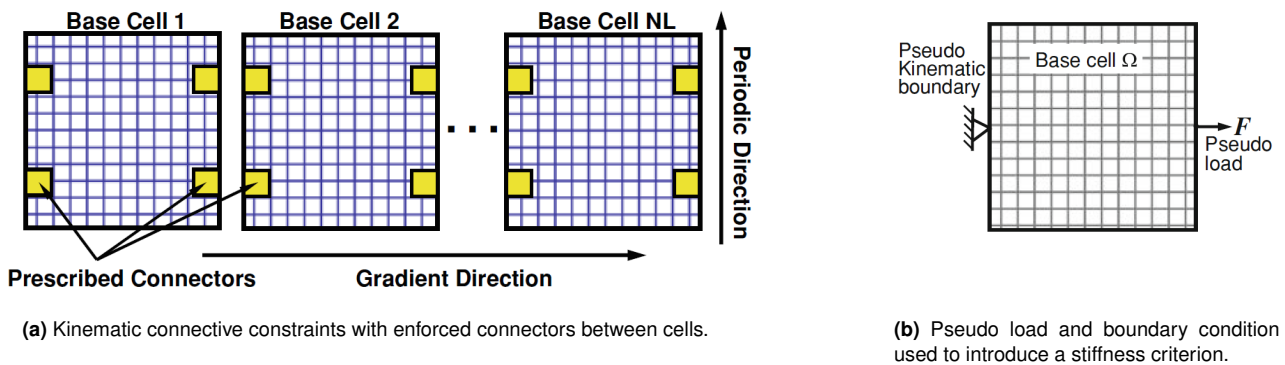 Base Cell 1
Base Cell 2
Base Cell NL
Periodic Direction
Prescribed Connectors
Gradient Direction
(a) Kinematic connective constraints with enforced connectors between cells.
Pseudo
Kinematic
boundary
Base cell Ω
F
Pseudo
load
(b) Pseudo load and boundary condition
used to introduce a stiffness criterion.